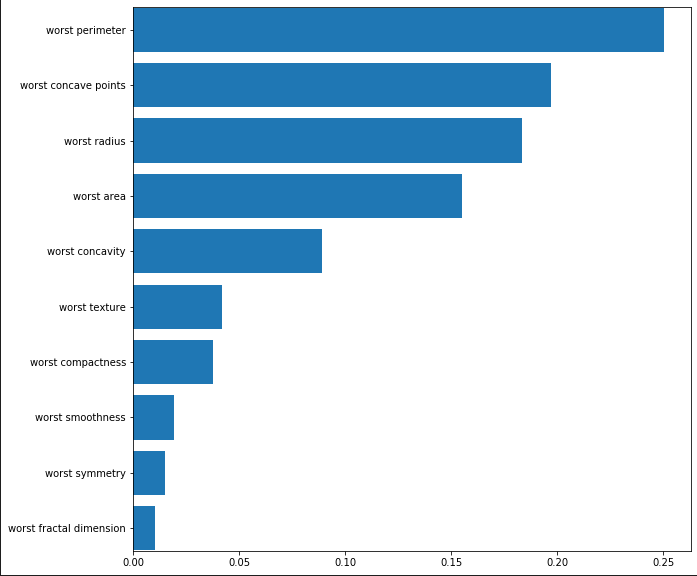 worst perimeter
worst concave points
worst radius
worst area
worst concavity
worst texture
worst compactness
worst smoothness
worst symmetry
worst fractal dimension
0.00 0.05 0.10 0.15 0.20 0.25